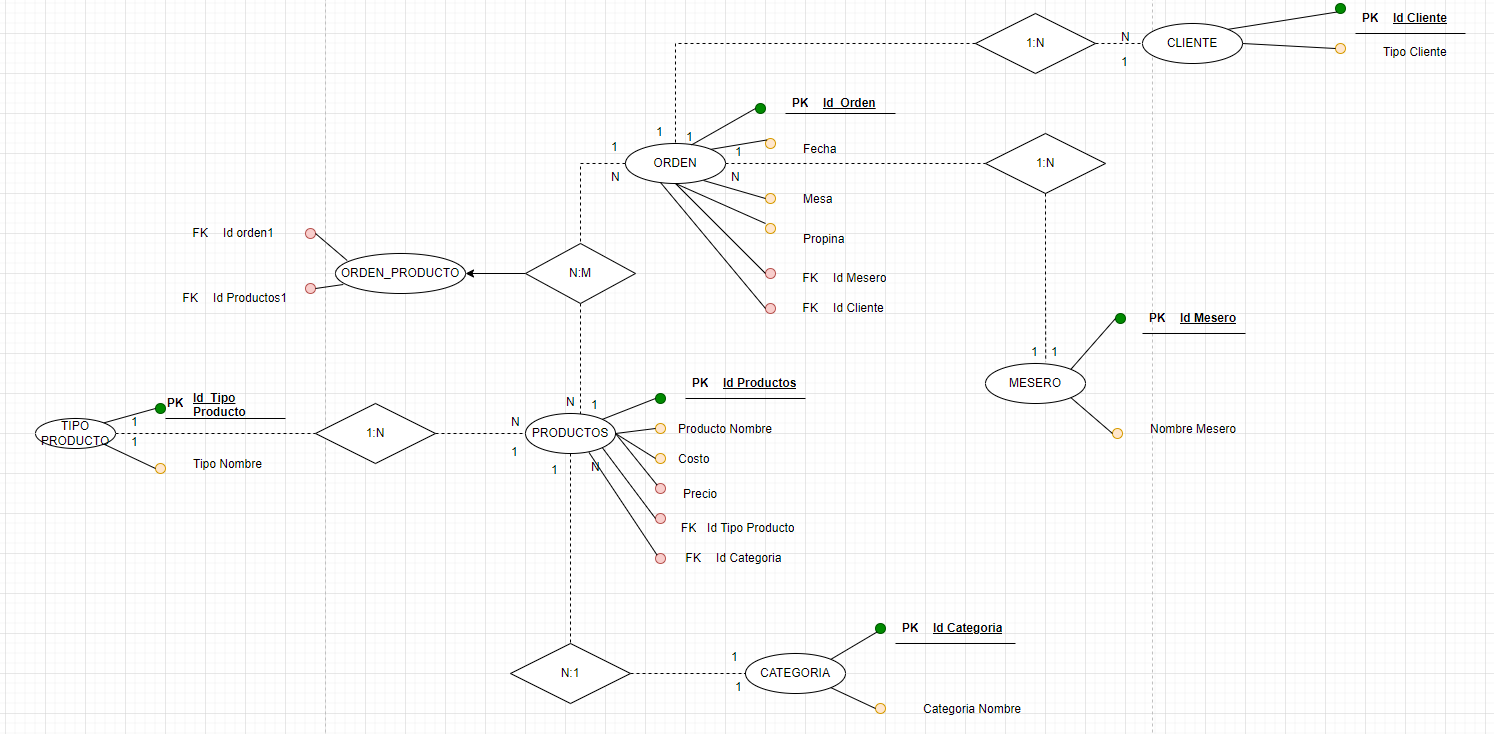 PK Id Cliente
1:N
N
CLIENTE
1
Tipo Cliente
PK Id_Orden
1
1
1
Fecha
1
ORDEN
1:N
N
N
Mesa
FK Id orden1
Propina
ORDEN_PRODUCTO
N:M
FK Id Mesero
FK Id Productos1
FK Id Cliente
PK Id Mesero
1
1
MESERO
PK Id_Tipo
Producto
PK Id Productos
N
1
1
TIPO
PRODUCTO
1
1:N
N
1
PRODUCTOS
Producto Nombre
Nombre Mesero
Tipo Nombre
Costo
1
N
Precio
FK Id Tipo Producto
FK Id Categoria
PK Id Categoria
1
N:1
1
CATEGORIA
Categoria Nombre